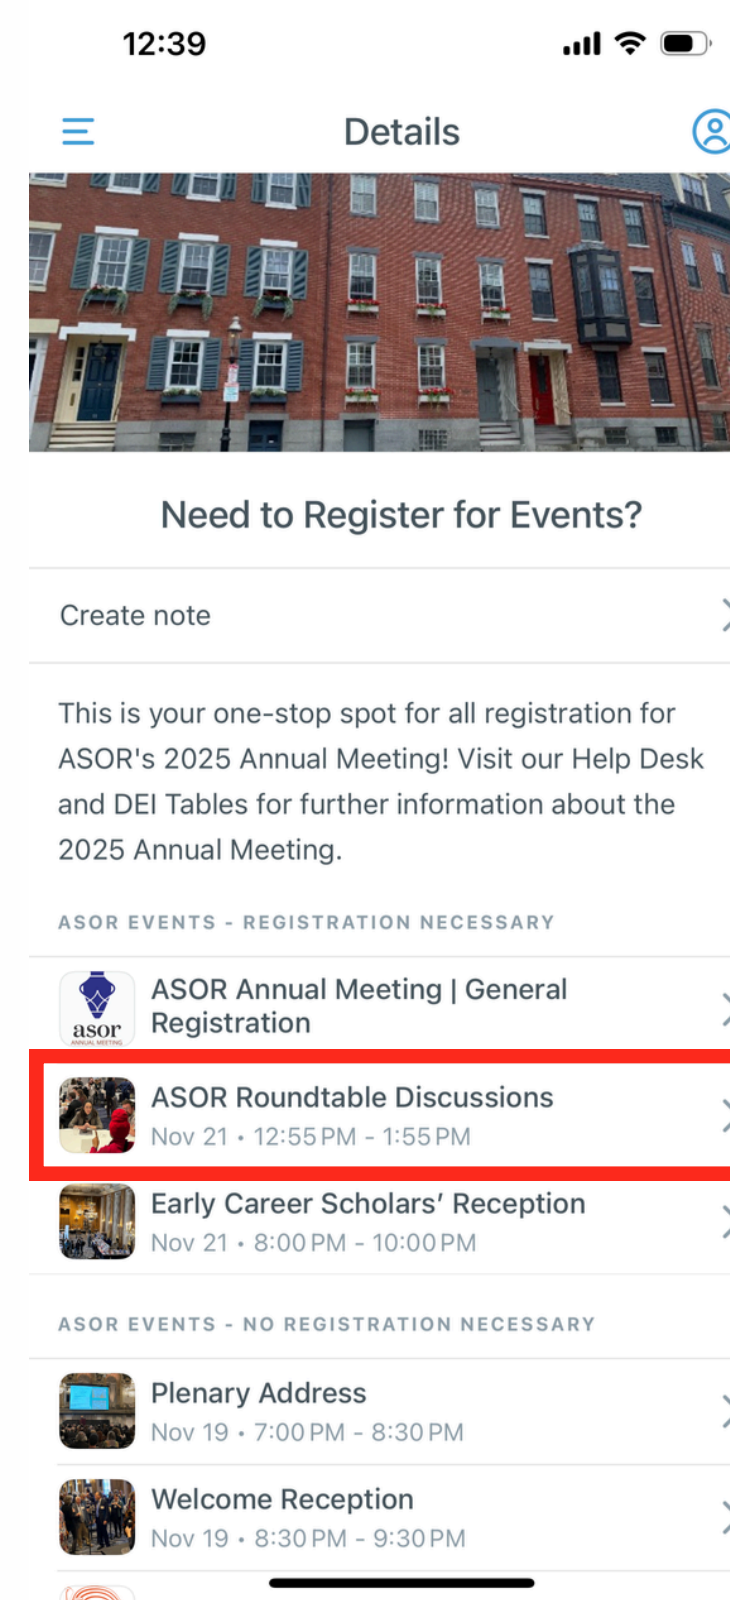 12:39
Details
Need to Register for Events?
Create note
This is your one-stop spot for all registration for
ASOR's 2025 Annual Meeting! Visit our Help Desk
and DEI Tables for further information about the
2025 Annual Meeting.
ASOR EVENTS - REGISTRATION NECESSARY
asor
ANNUAL MEETING
ASOR Annual Meeting | General
Registration
ASOR Roundtable Discussions
Nov 21 • 12:55 PM - 1:55 PM
Early Career Scholars’ Reception
Nov 21 • 8:00 PM - 10:00 PM
ASOR EVENTS - NO REGISTRATION NECESSARY
Plenary Address
Nov 19 • 7:00 PM - 8:30 PM
Welcome Reception
Nov 19 • 8:30 PM - 9:30 PM